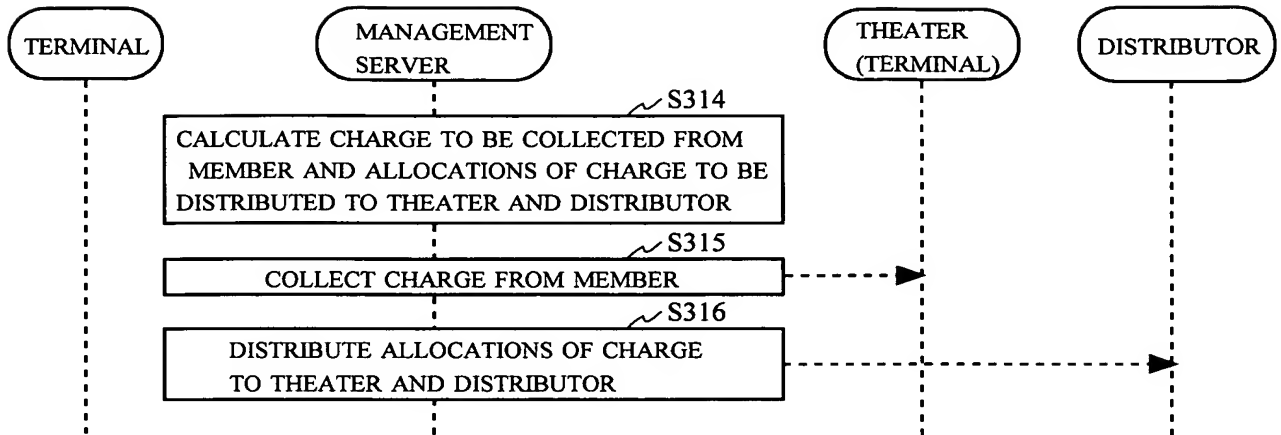 TERMINAL
MANAGEMENT
SERVER
THEATER
(TERMINAL)
DISTRIBUTOR
S314
CALCULATE CHARGE TO BE COLLECTED FROM
MEMBER AND ALLOCATIONS OF CHARGE TO BE
DISTRIBUTED TO THEATER AND DISTRIBUTOR
S315
COLLECT CHARGE FROM MEMBER
S316
DISTRIBUTE ALLOCATIONS OF CHARGE
TO THEATER AND DISTRIBUTOR